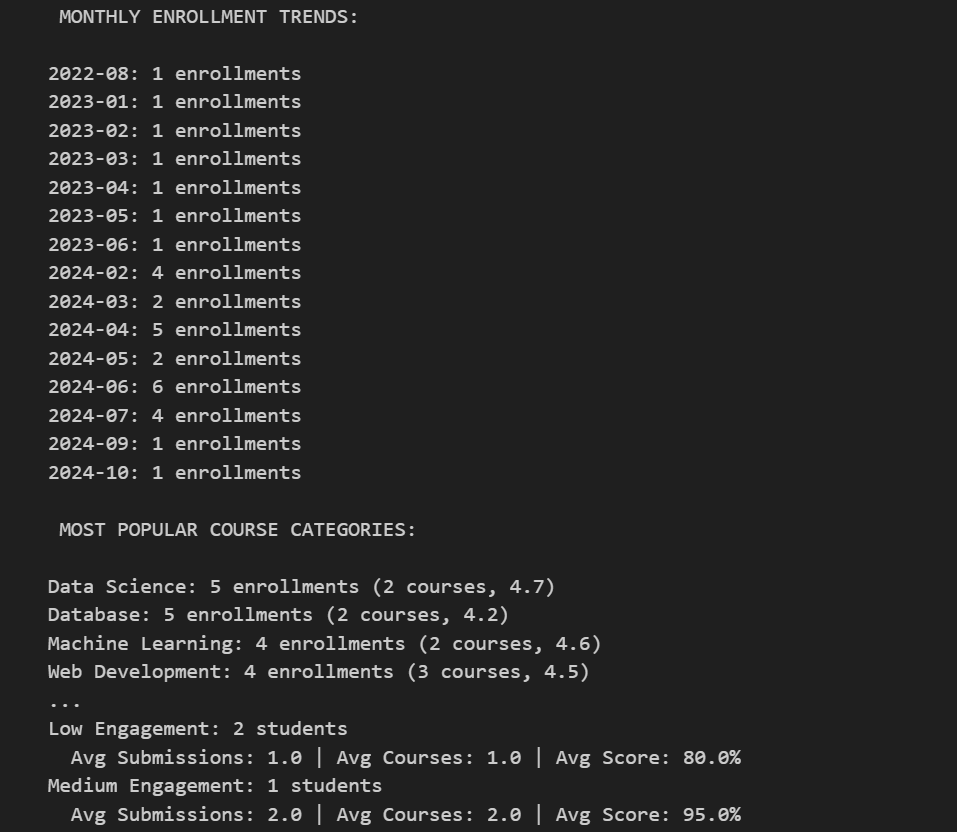 MONTHLY ENROLLMENT TRENDS:
2022-08: 1 enrollments
2023-01: 1 enrollments
2023-02: 1 enrollments
2023-03: 1 enrollments
2023-04: 1 enrollments
2023-05: 1 enrollments
2023-06: 1 enrollments
2024-02: 4 enrollments
2024-03: 2 enrollments
2024-04: 5 enrollments
2024-05: 2 enrollments
2024-06: 6 enrollments
2024-07: 4 enrollments
2024-09: 1 enrollments
2024-10: 1 enrollments
MOST POPULAR COURSE CATEGORIES:
Data Science: 5 enrollments (2 courses, 4.7)
Database: 5 enrollments (2 courses, 4.2)
Machine Learning: 4 enrollments (2 courses, 4.6)
Web Development: 4 enrollments (3 courses, 4.5)
...
Low Engagement: 2 students
Avg Submissions: 1.0 | Avg Courses: 1.0 | Avg Score: 80.0%
Medium Engagement: 1 students
Avg Submissions: 2.0 | Avg Courses: 2.0 | Avg Score: 95.0%